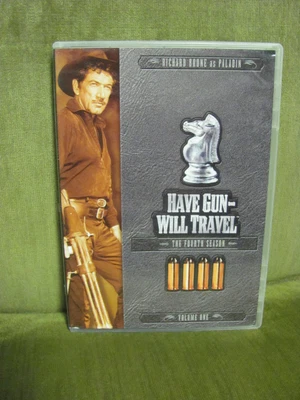 RICHARD BOONE AS PALADIN
HAVE GUN–
WILL TRAVEL
THE FOURTH SEASON
VOLUME ONE